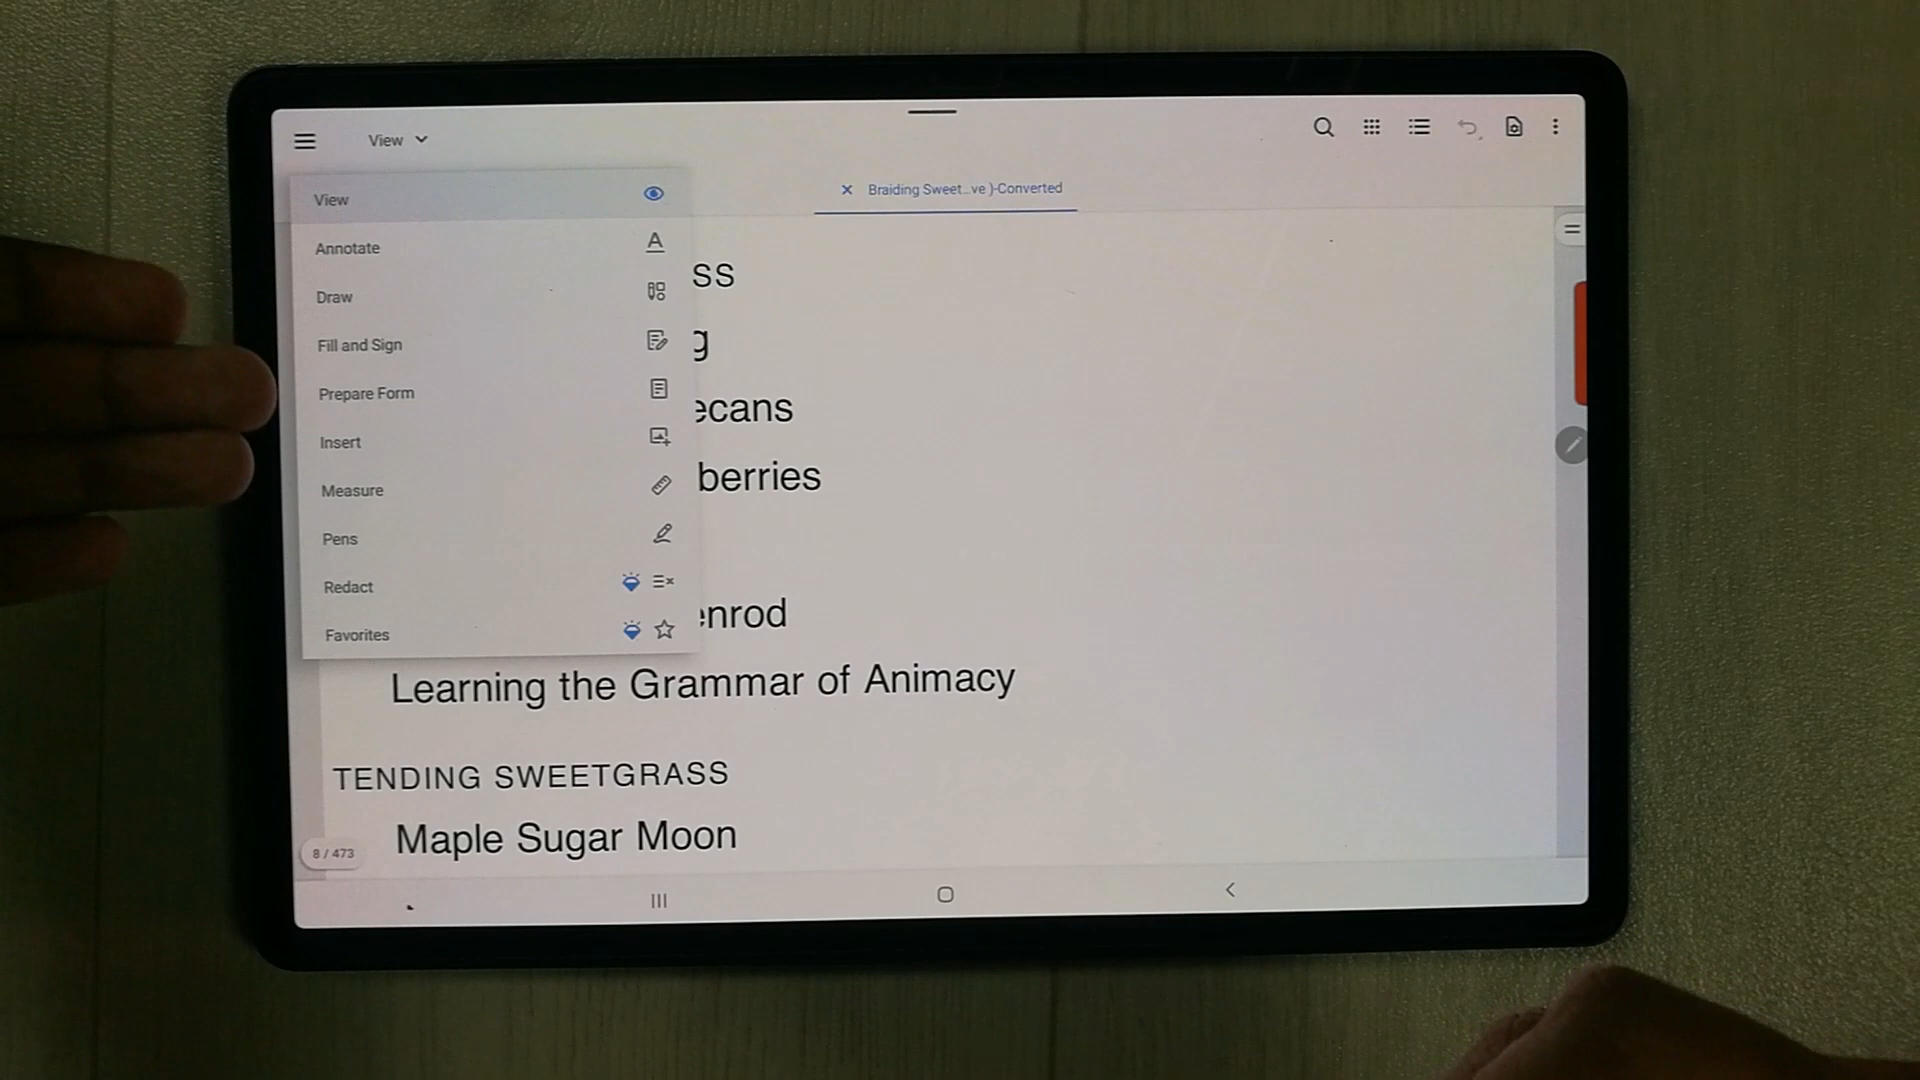 View
Braiding Sweet...ve )-Converted
View
Annotate
Draw
Fill and Sign
Prepare Form
Insert
Measure
Pens
Redact
Favorites
ss
g
ecans
berries
enrod
Learning the Grammar of Animacy
TENDING SWEETGRASS
Maple Sugar Moon
8 / 473